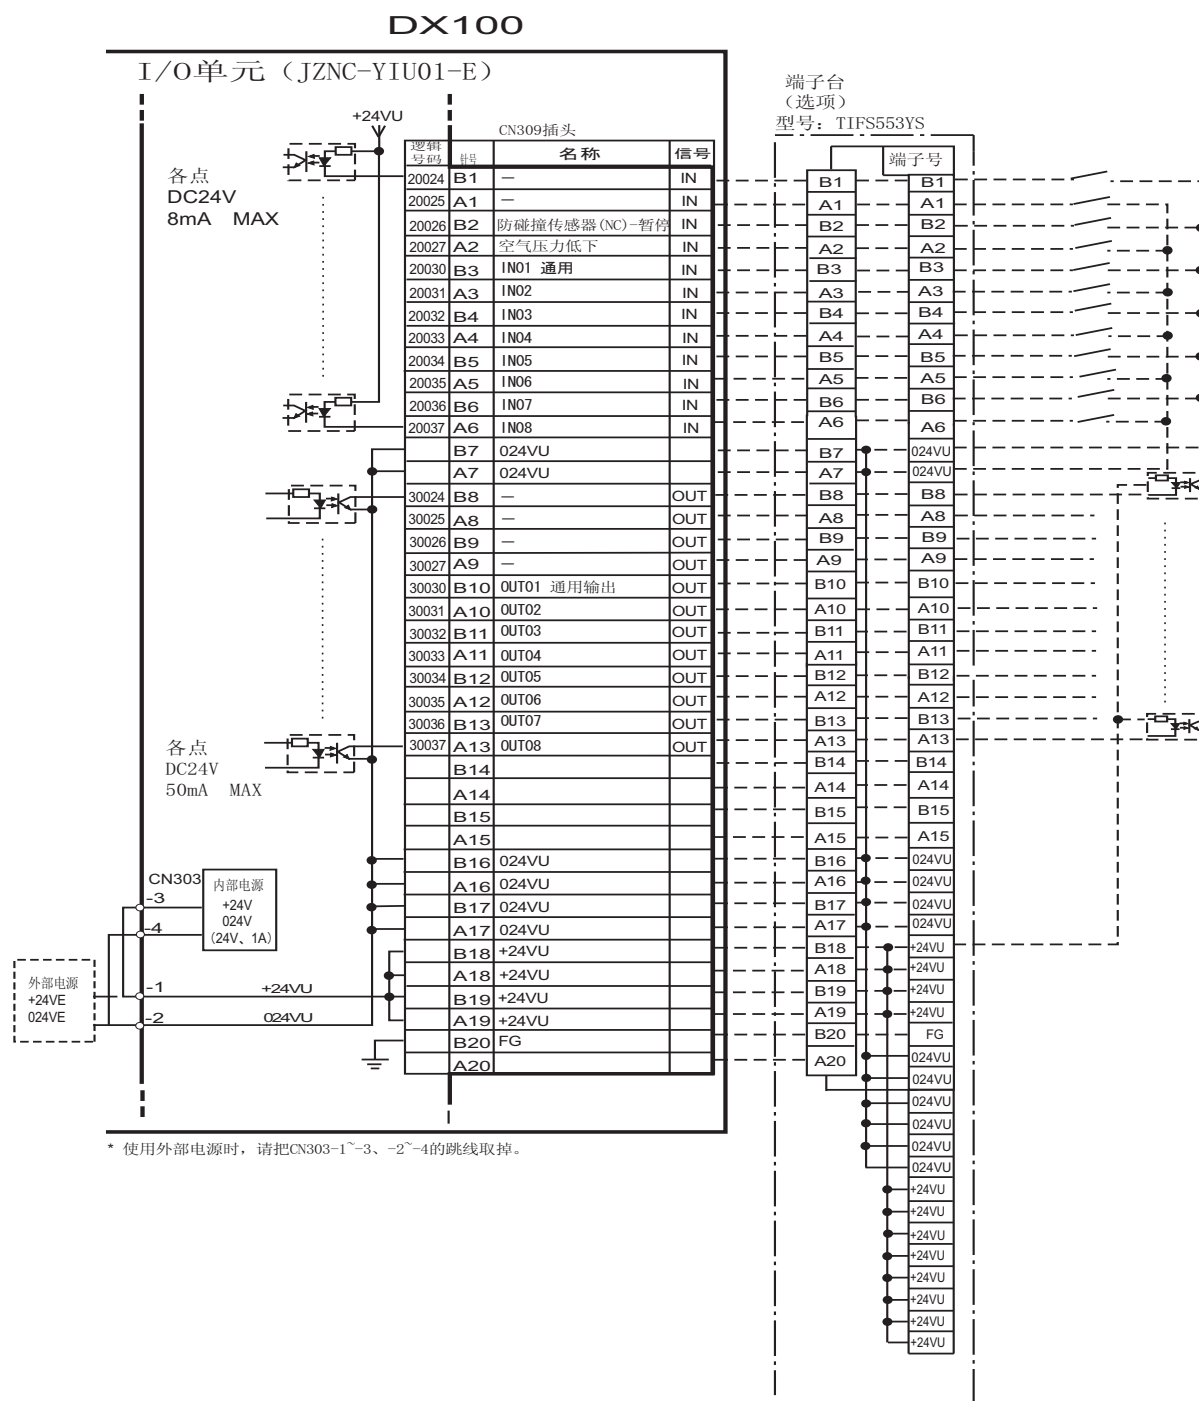 DX100
I/O单元（JZNC-YIU01-E）
端子台
（选项）
型号：TIFS553YS
+24VU
CN309插头
逻辑号码 针号 名称 信号
端子号
各点
DC24V
8mA MAX
20024 B1 — IN B1 B1
20025 A1 — IN A1 A1
20026 B2 防碰撞传感器(NC)-暂停 IN B2 B2
20027 A2 空气压力低下 IN A2 A2
20030 B3 IN01 通用 IN B3 B3
20031 A3 IN02 IN A3 A3
20032 B4 IN03 IN B4 B4
20033 A4 IN04 IN A4 A4
20034 B5 IN05 IN B5 B5
20035 A5 IN06 IN A5 A5
20036 B6 IN07 IN B6 B6
20037 A6 IN08 IN A6 A6
B7 024VU B7 024VU
A7 024VU A7 024VU
30024 B8 — OUT B8 B8
30025 A8 — OUT A8 A8
30026 B9 — OUT B9 B9
30027 A9 — OUT A9 A9
30030 B10 OUT01 通用输出 OUT B10 B10
30031 A10 OUT02 OUT A10 A10
30032 B11 OUT03 OUT B11 B11
30033 A11 OUT04 OUT A11 A11
30034 B12 OUT05 OUT B12 B12
30035 A12 OUT06 OUT A12 A12
30036 B13 OUT07 OUT B13 B13
30037 A13 OUT08 OUT A13 A13
各点
DC24V
50mA MAX
B14 B14 B14
A14 A14 A14
B15 B15 B15
A15 A15 A15
B16 024VU B16 024VU
A16 024VU A16 024VU
B17 024VU B17 024VU
A17 024VU A17 024VU
B18 +24VU B18 +24VU
A18 +24VU A18 +24VU
B19 +24VU B19 +24VU
A19 +24VU A19 +24VU
B20 FG B20 FG
A20 A20 024VU
024VU
024VU
024VU
024VU
024VU
+24VU
+24VU
+24VU
+24VU
+24VU
+24VU
+24VU
+24VU
CN303
-3
-4
内部电源
+24V
024V
(24V、1A)
外部电源
+24VE
024VE
-1 +24VU
-2 024VU
* 使用外部电源时，请把CN303-1~-3、-2~-4的跳线取掉。